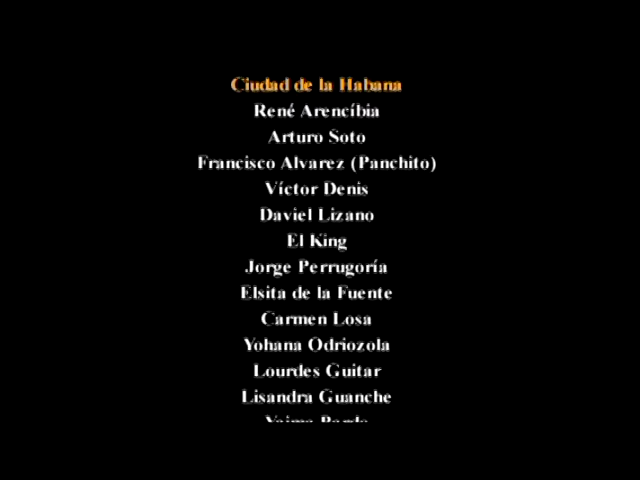 Ciudad de la Habana
René Arencíbia
Arturo Soto
Francisco Alvarez (Panchito)
Víctor Denis
Daviel Lizano
El King
Jorge Perrugoría
Elsita de la Fuente
Carmen Losa
Yohana Odriozola
Lourdes Guitar
Lisandra Guanche